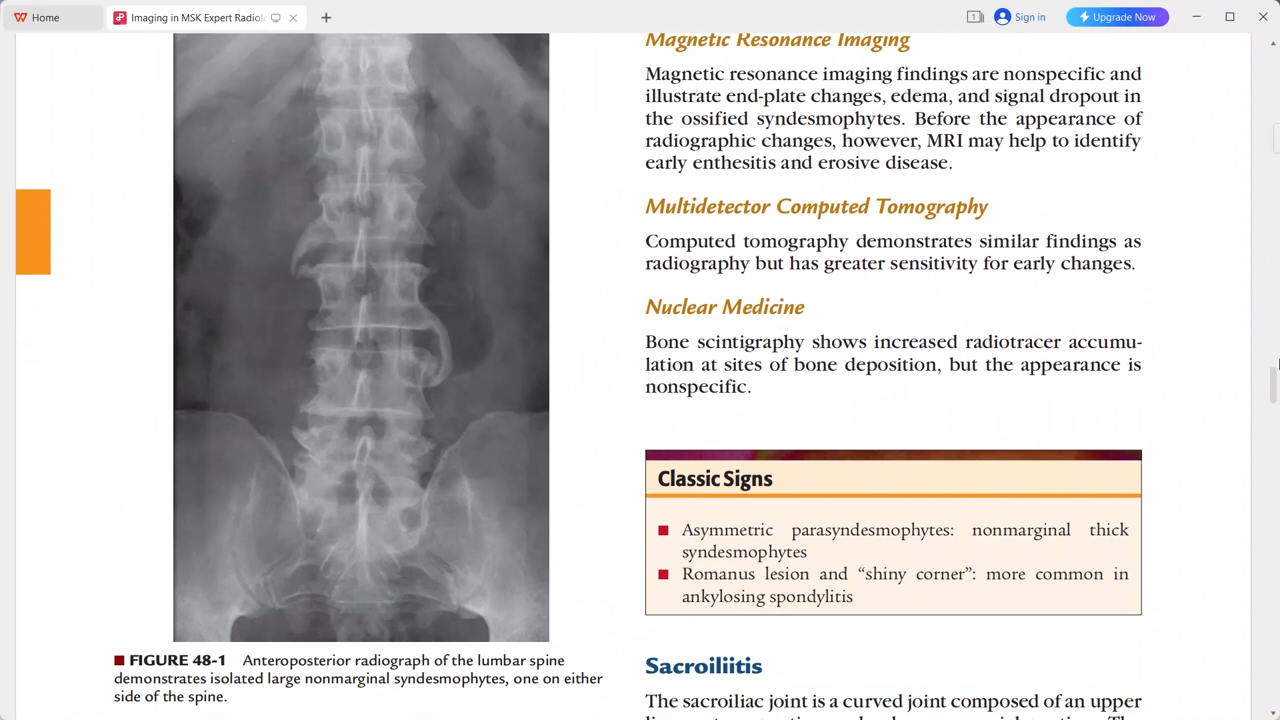 Home
Imaging in MSK Expert Radiol
1
Sign in
Upgrade Now
Magnetic Resonance Imaging
Magnetic resonance imaging findings are nonspecific and
illustrate end-plate changes, edema, and signal dropout in
the ossified syndesmophytes. Before the appearance of
radiographic changes, however, MRI may help to identify
early enthesitis and erosive disease.
Multidetector Computed Tomography
Computed tomography demonstrates similar findings as
radiography but has greater sensitivity for early changes.
Nuclear Medicine
Bone scintigraphy shows increased radiotracer accumu-
lation at sites of bone deposition, but the appearance is
nonspecific.
Classic Signs
Asymmetric parasyndesmophytes: nonmarginal thick
syndesmophytes
Romanus lesion and “shiny corner”: more common in
ankylosing spondylitis
FIGURE 48-1 Anteroposterior radiograph of the lumbar spine
demonstrates isolated large nonmarginal syndesmophytes, one on either
side of the spine.
Sacroiliitis
The sacroiliac joint is a curved joint composed of an upper